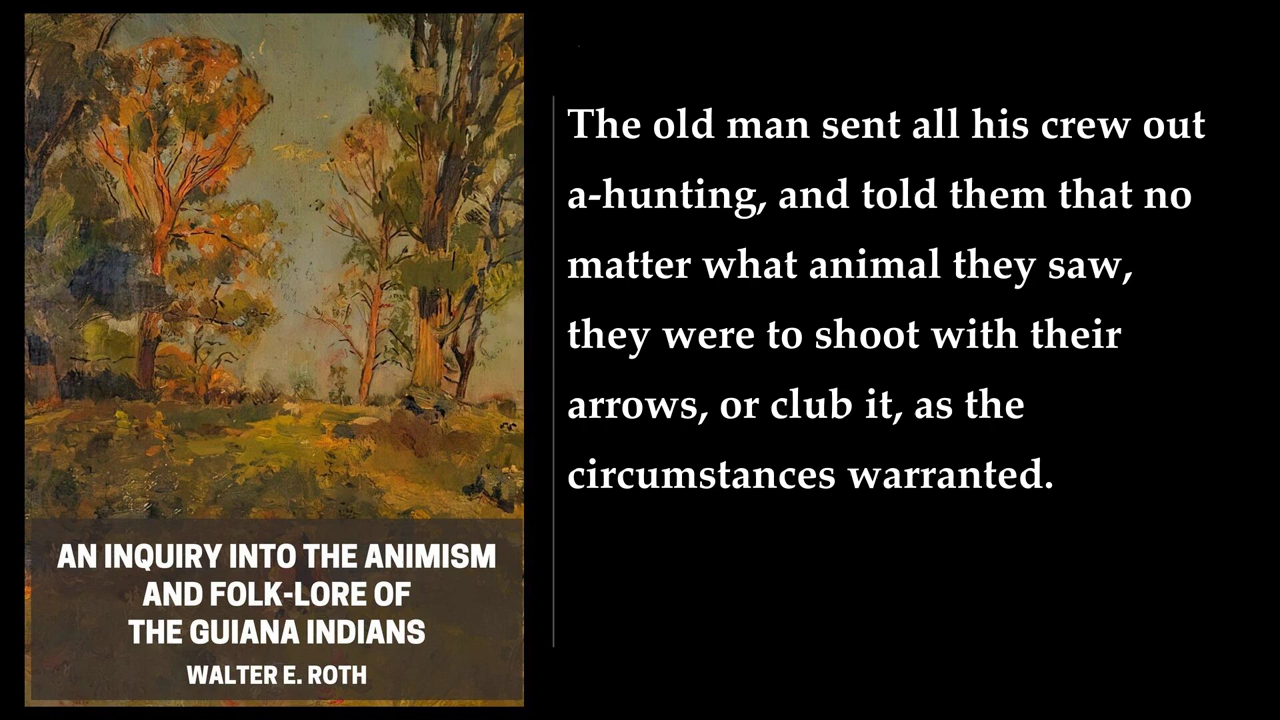 The old man sent all his crew out
a-hunting, and told them that no
matter what animal they saw,
they were to shoot with their
arrows, or club it, as the
circumstances warranted.
AN INQUIRY INTO THE ANIMISM
AND FOLK-LORE OF
THE GUIANA INDIANS
WALTER E. ROTH